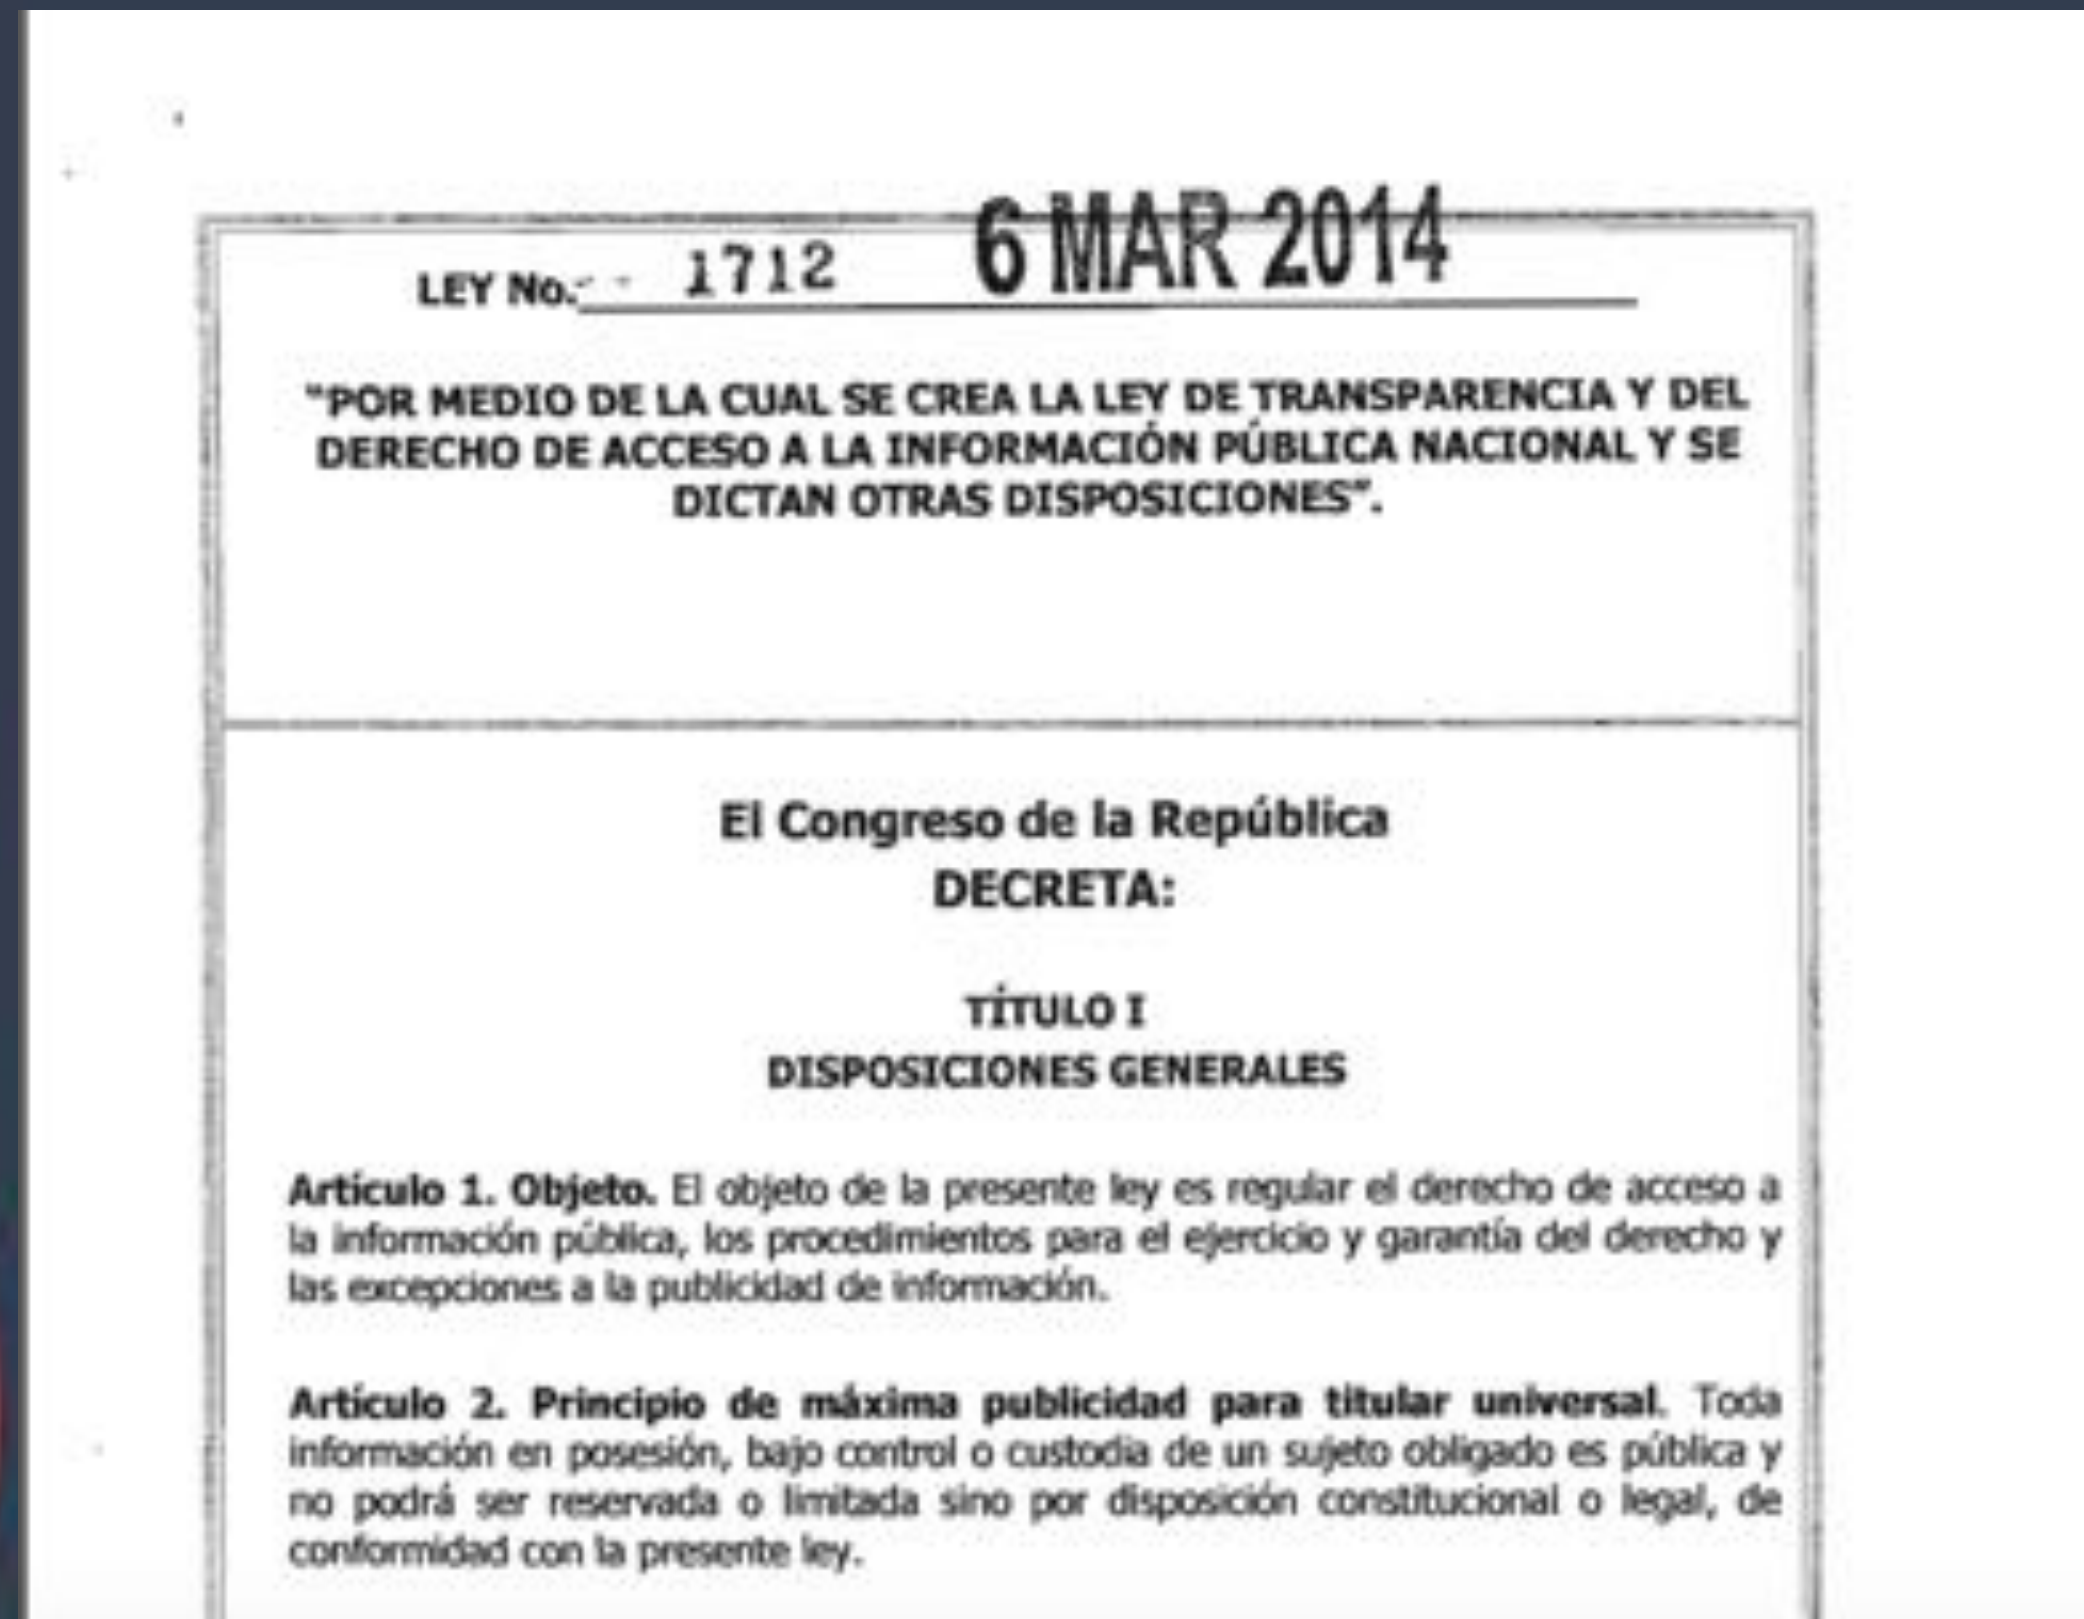 LEY No. 1712 6 MAR 2014
"POR MEDIO DE LA CUAL SE CREA LA LEY DE TRANSPARENCIA Y DEL
DERECHO DE ACCESO A LA INFORMACIÓN PÚBLICA NACIONAL Y SE
DICTAN OTRAS DISPOSICIONES".
El Congreso de la República
DECRETA:
TÍTULO I
DISPOSICIONES GENERALES
Artículo 1. Objeto. El objeto de la presente ley es regular el derecho de acceso a
la información pública, los procedimientos para el ejercicio y garantía del derecho y
las excepciones a la publicidad de información.
Artículo 2. Principio de máxima publicidad para titular universal. Toda
información en posesión, bajo control o custodia de un sujeto obligado es pública y
no podrá ser reservada o limitada sino por disposición constitucional o legal, de
conformidad con la presente ley.